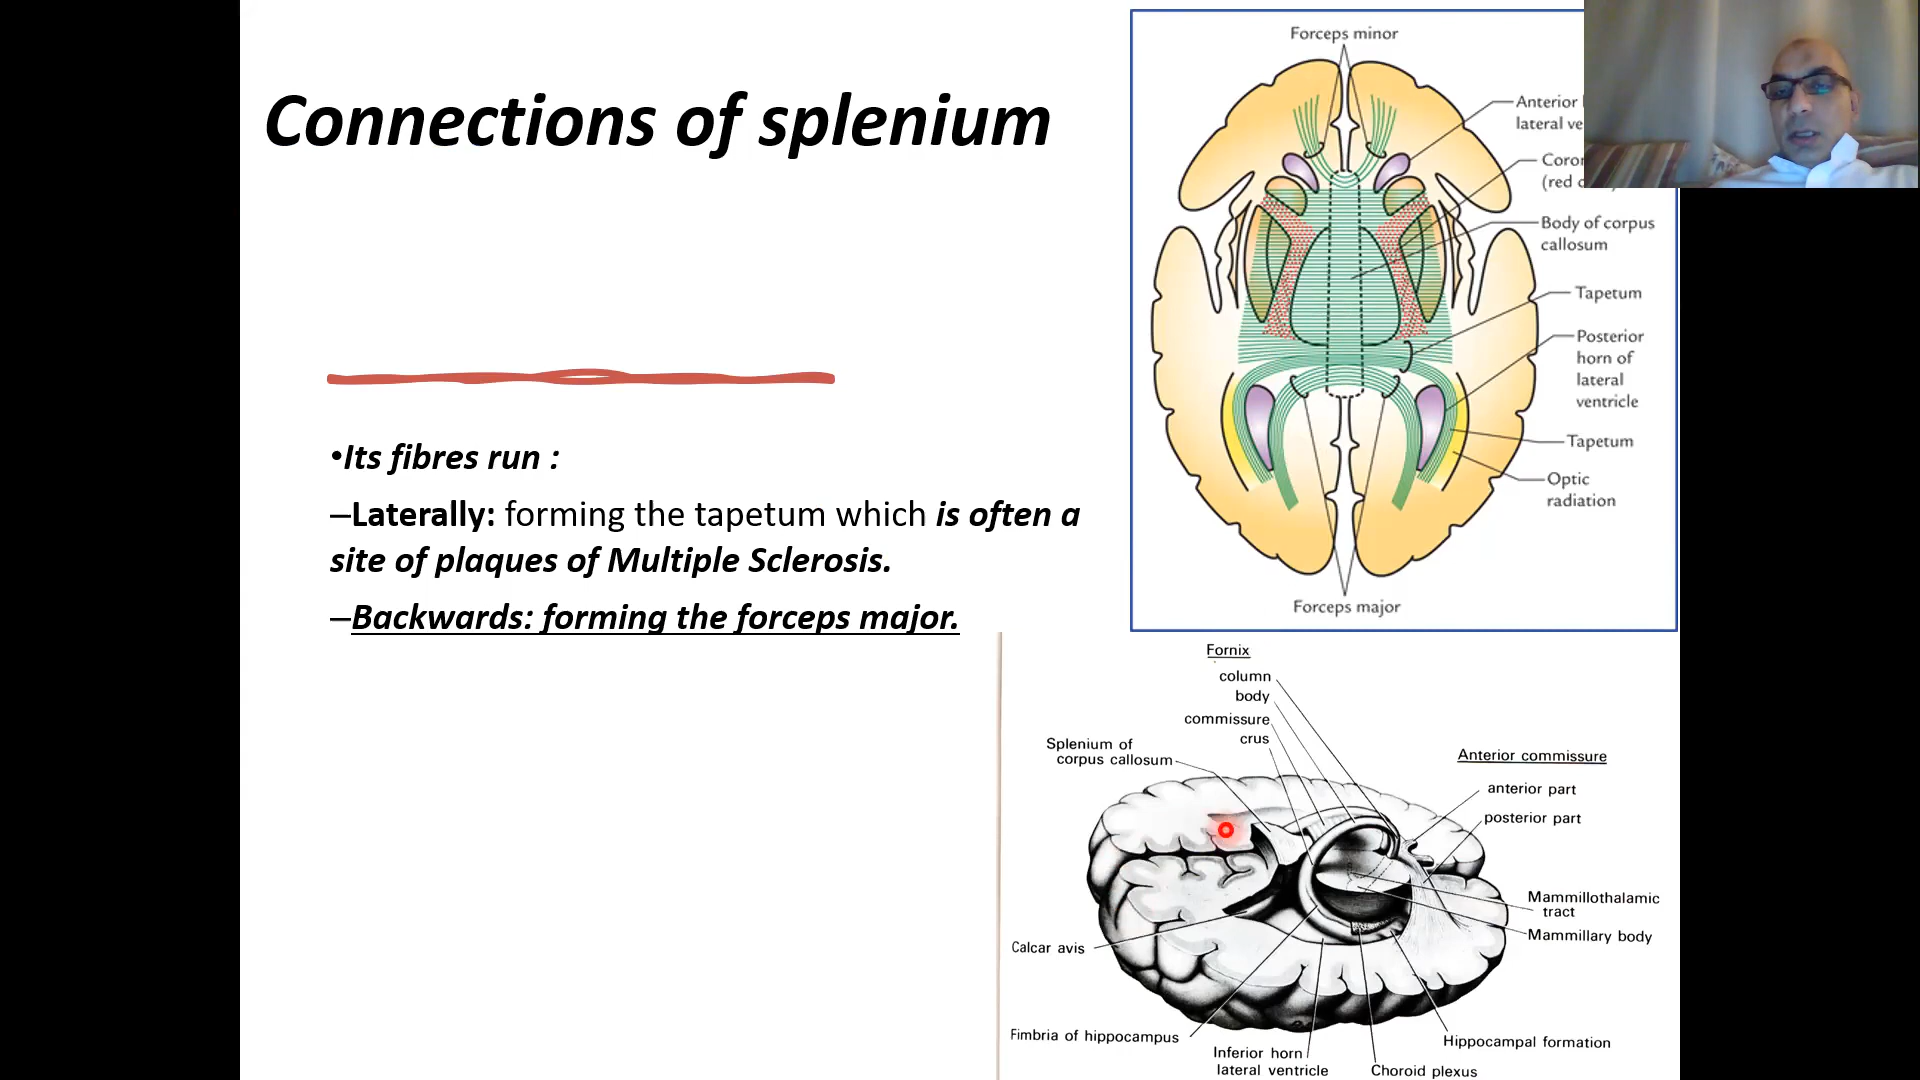 Connections of splenium
•Its fibres run :
–Laterally: forming the tapetum which is often a
site of plaques of Multiple Sclerosis.
–Backwards: forming the forceps major.
Forceps minor
Anterior
lateral
Body of corpus
callosum
(red
Tapetum
Posterior
horn of
lateral
ventricle
Tapetum
Optic
radiation
Forceps major
Fornix
column
body
commissure
crus
Splenium of
corpus callosum
Anterior commissure
anterior part
posterior part
Mammillothalamic
tract
Mammillary body
Calcar avis
Fimbria of hippocampus
Inferior horn
lateral ventricle
Choroid plexus
Hippocampal formation